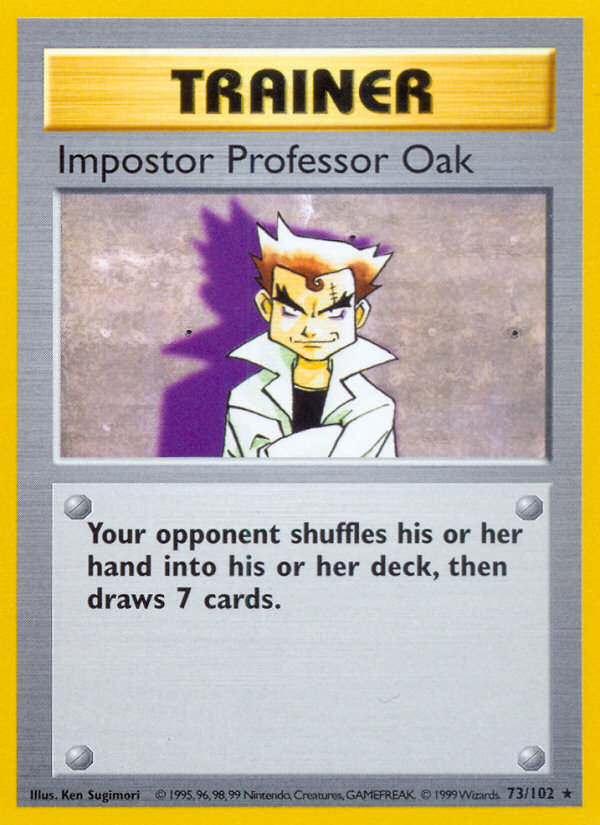 TRAINER
Impostor Professor Oak
Your opponent shuffles his or her
hand into his or her deck, then
draws 7 cards.
Illus. Ken Sugimori © 1995, 96, 98, 99 Nintendo, Creatures, GAMEFREAK. © 1999 Wizards. 73/102 ★